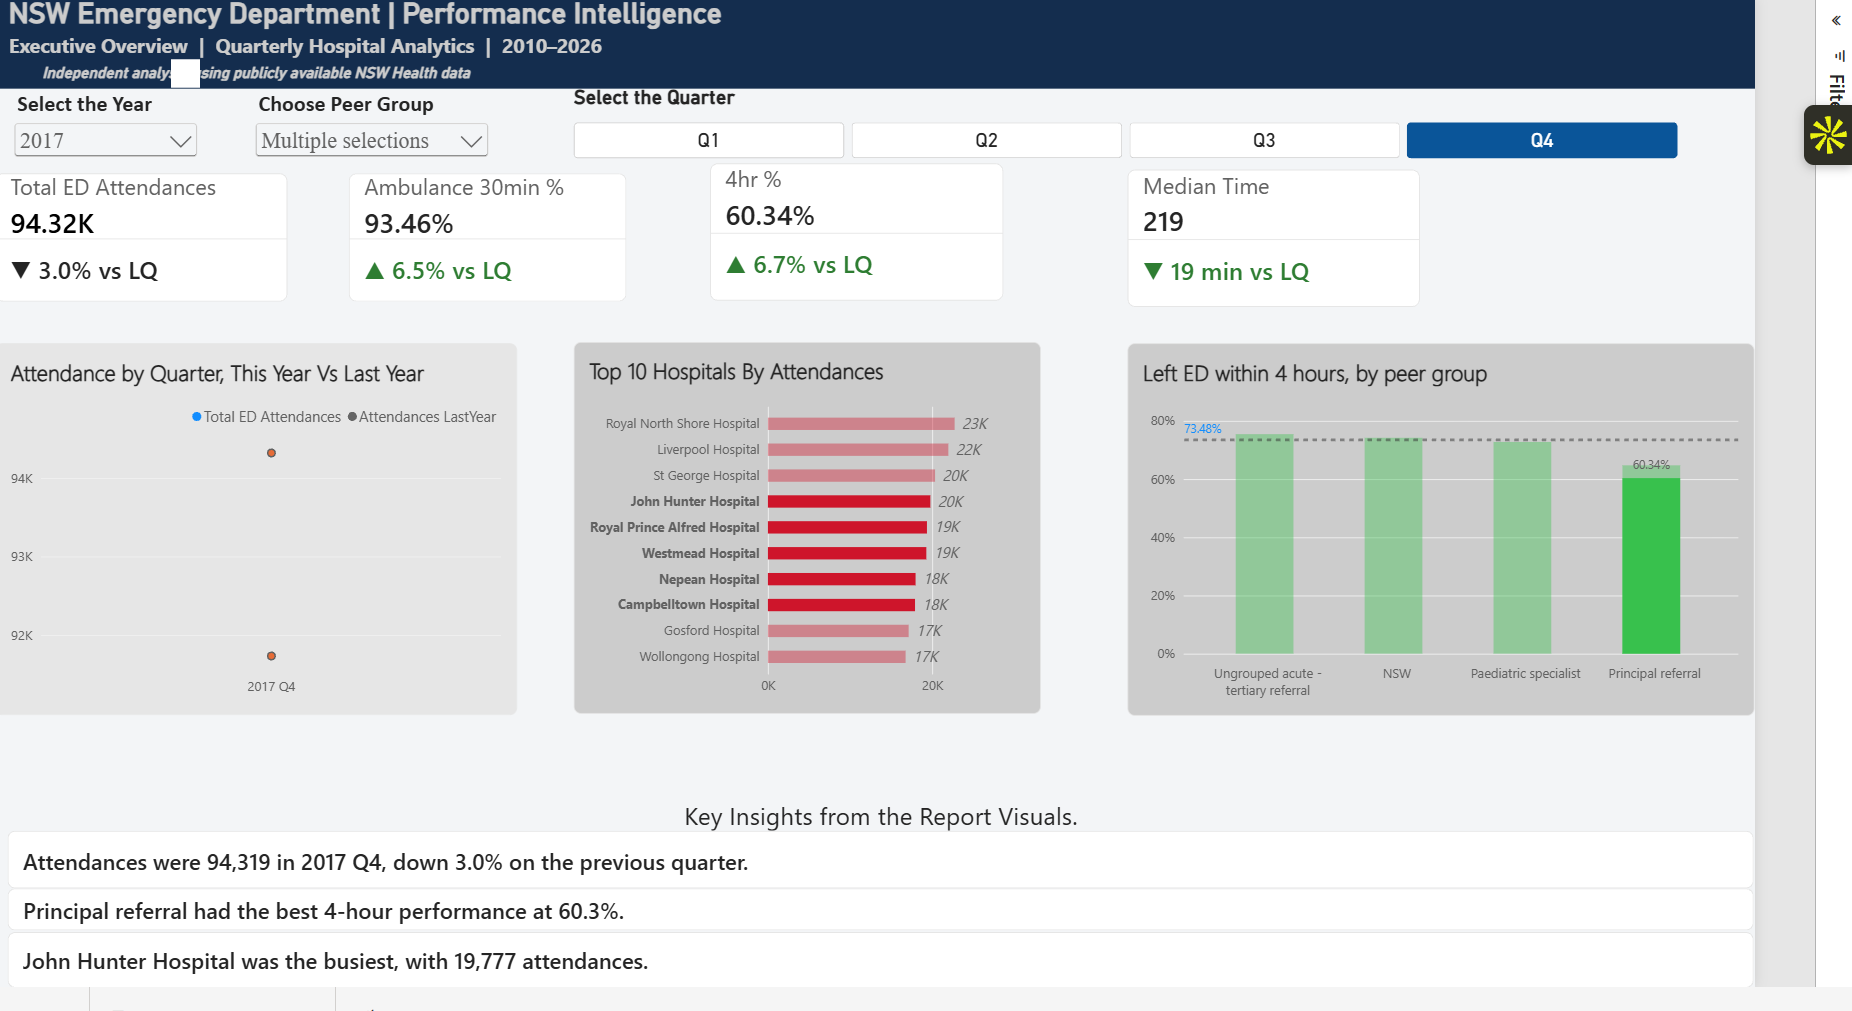 NSW Emergency Department | Performance Intelligence
Executive Overview | Quarterly Hospital Analytics | 2010–2026
Independent analy sing publicly available NSW Health data
Select the Year
Choose Peer Group
Select the Quarter
2017
Multiple selections
Q1
Q2
Q3
Q4
Total ED Attendances
94.32K
▼ 3.0% vs LQ
Ambulance 30min %
93.46%
▲ 6.5% vs LQ
4hr %
60.34%
▲ 6.7% vs LQ
Median Time
219
▼ 19 min vs LQ
Attendance by Quarter, This Year Vs Last Year
Total ED Attendances
Attendances LastYear
94K
93K
92K
2017 Q4
Top 10 Hospitals By Attendances
Royal North Shore Hospital 23K
Liverpool Hospital 22K
St George Hospital 20K
John Hunter Hospital 20K
Royal Prince Alfred Hospital 19K
Westmead Hospital 19K
Nepean Hospital 18K
Campbelltown Hospital 18K
Gosford Hospital 17K
Wollongong Hospital 17K
0K
20K
Left ED within 4 hours, by peer group
80%
73.48%
60%
60.34%
40%
20%
0%
Ungrouped acute -
tertiary referral
NSW
Paediatric specialist
Principal referral
Key Insights from the Report Visuals.
Attendances were 94,319 in 2017 Q4, down 3.0% on the previous quarter.
Principal referral had the best 4-hour performance at 60.3%.
John Hunter Hospital was the busiest, with 19,777 attendances.